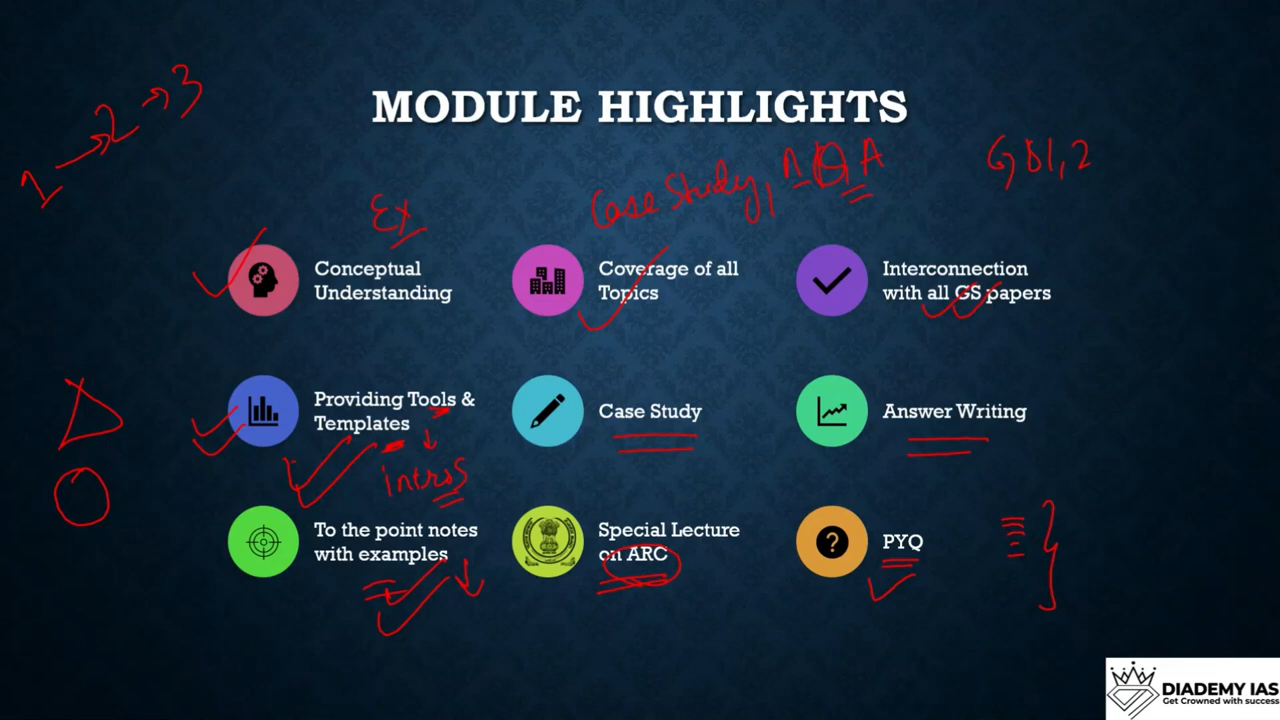 MODULE HIGHLIGHTS
1 → 2 → 3
Ex
Case Study, A
Conceptual
Understanding
Coverage of all
Topics
Interconnection
with all GS papers
Providing Tools &
Templates
intros
Case Study
Answer Writing
To the point notes
with examples
Special Lecture
on ARC
PYQ
DIADEMY IAS
Get Crowned with success